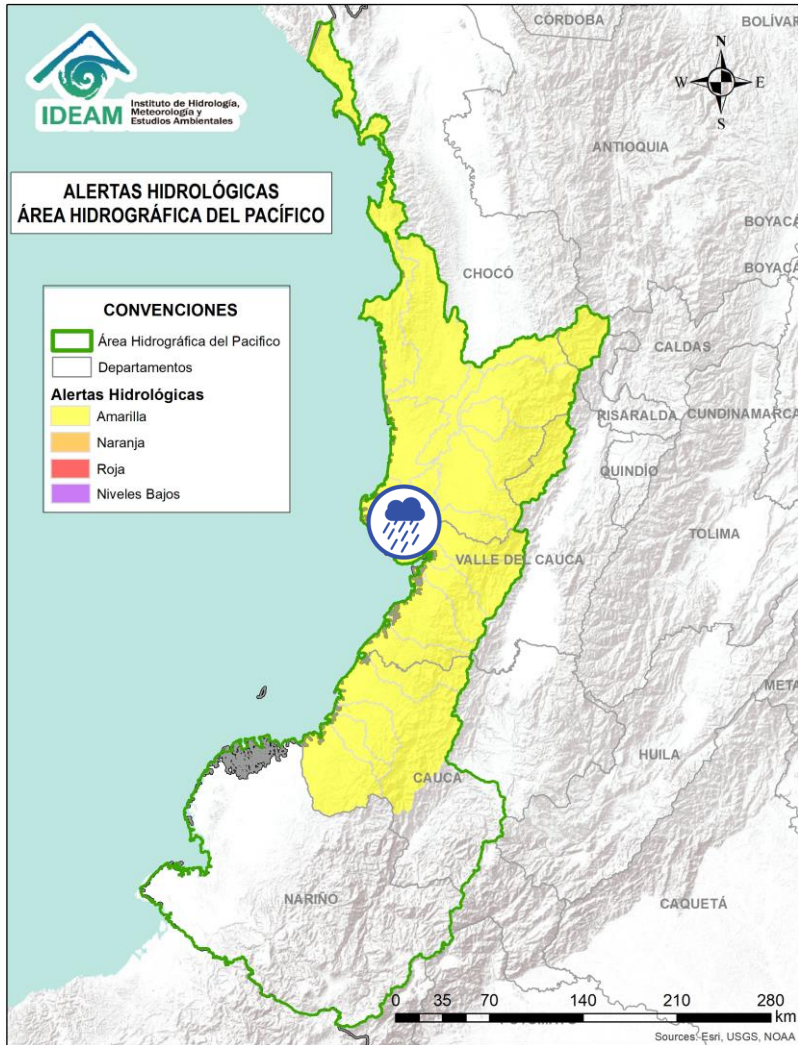 CÓRDOBA
BOLÍVAR
N
W
E
S
IDEAM
Instituto de Hidrología,
Meteorología y
Estudios Ambientales
ANTIOQUIA
ALERTAS HIDROLÓGICAS
ÁREA HIDROGRÁFICA DEL PACÍFICO
BOYACÁ
BOYACÁ
CHOCÓ
CONVENCIONES
Área Hidrográfica del Pacifico
Departamentos
Alertas Hidrológicas
Amarilla
Naranja
Roja
Niveles Bajos
CALDAS
RISARALDA
CUNDINAMARCA
QUINDÍO
TOLIMA
VALLE DEL CAUCA
META
HUILA
CAUCA
NARIÑO
CAQUETÁ
0 35 70 140 210 280
km
Sources: Esri, USGS, NOAA